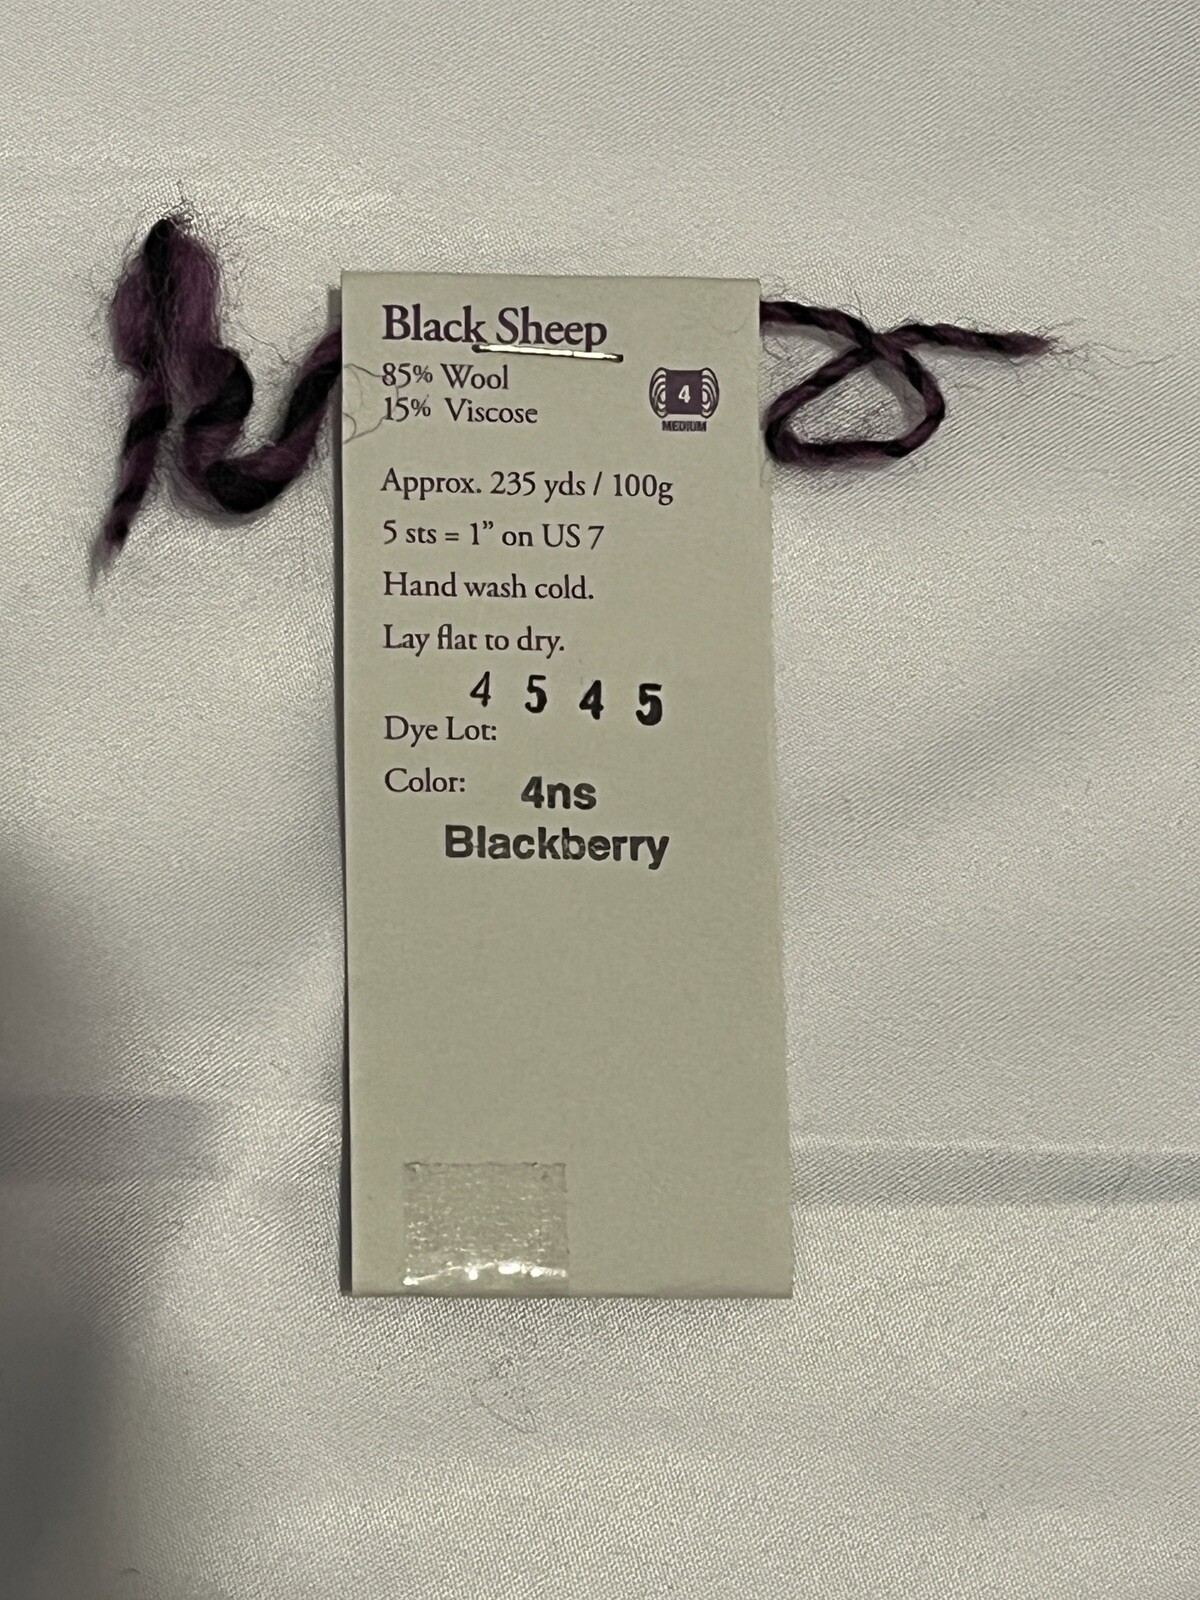 Black Sheep
85% Wool
15% Viscose
4
MEDIUM
Approx. 235 yds / 100g
5 sts = 1” on US 7
Hand wash cold.
Lay flat to dry.
4 5 4 5
Dye Lot:
Color: 4ns
Blackberry